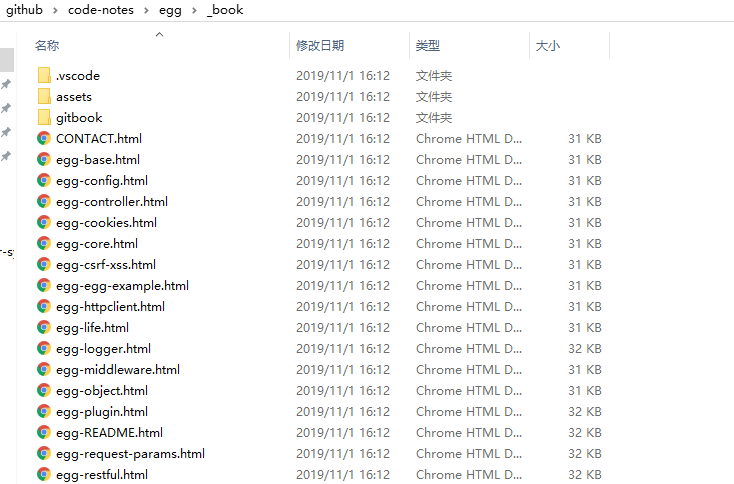 github > code-notes > egg > _book
名称 修改日期 类型 大小
.vscode 2019/11/1 16:12 文件夹
assets 2019/11/1 16:12 文件夹
gitbook 2019/11/1 16:12 文件夹
CONTACT.html 2019/11/1 16:12 Chrome HTML D... 31 KB
egg-base.html 2019/11/1 16:12 Chrome HTML D... 31 KB
egg-config.html 2019/11/1 16:12 Chrome HTML D... 31 KB
egg-controller.html 2019/11/1 16:12 Chrome HTML D... 31 KB
egg-cookies.html 2019/11/1 16:12 Chrome HTML D... 31 KB
egg-core.html 2019/11/1 16:12 Chrome HTML D... 31 KB
egg-csrf-xss.html 2019/11/1 16:12 Chrome HTML D... 31 KB
egg-egg-example.html 2019/11/1 16:12 Chrome HTML D... 31 KB
egg-httpclient.html 2019/11/1 16:12 Chrome HTML D... 31 KB
egg-life.html 2019/11/1 16:12 Chrome HTML D... 31 KB
egg-logger.html 2019/11/1 16:12 Chrome HTML D... 32 KB
egg-middleware.html 2019/11/1 16:12 Chrome HTML D... 31 KB
egg-object.html 2019/11/1 16:12 Chrome HTML D... 31 KB
egg-plugin.html 2019/11/1 16:12 Chrome HTML D... 32 KB
egg-README.html 2019/11/1 16:12 Chrome HTML D... 32 KB
egg-request-params.html 2019/11/1 16:12 Chrome HTML D... 32 KB
egg-restful.html 2019/11/1 16:12 Chrome HTML D... 32 KB